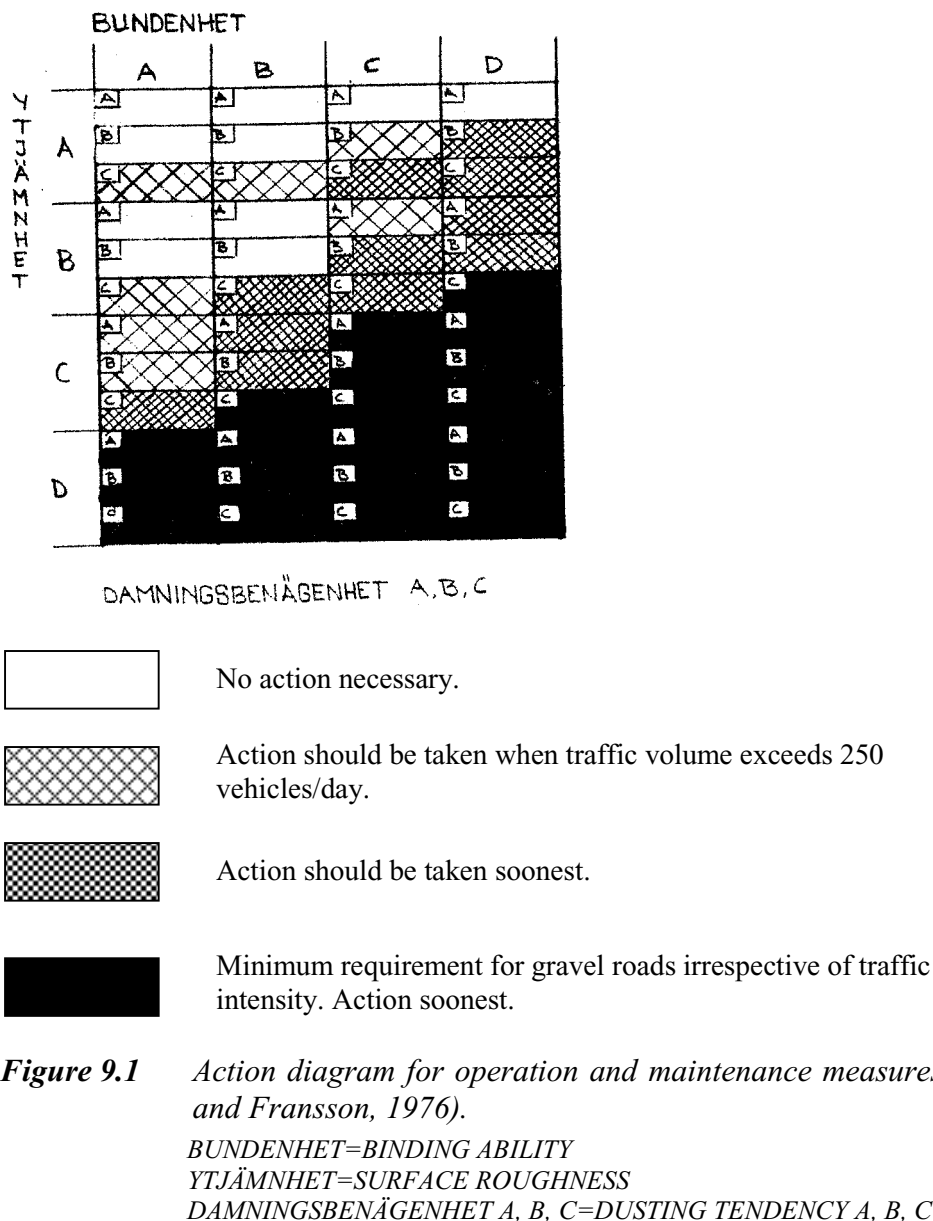 BUNDENHET
A B C D
YTJÄMNHET
A
A A A A
B B B B
C C C C
B
A A A A
B B B B
C C C C
C
A A A A
B B B B
C C C C
D
A A A A
B B B B
C C C C
DAMNINGSBENÄGENHET A, B, C
No action necessary.
Action should be taken when traffic volume exceeds 250
vehicles/day.
Action should be taken soonest.
Minimum requirement for gravel roads irrespective of traffic
intensity. Action soonest.
Figure 9.1 Action diagram for operation and maintenance measures
and Fransson, 1976).
BUNDENHET=BINDING ABILITY
YTJÄMNHET=SURFACE ROUGHNESS
DAMNINGSBENÄGENHET A, B, C=DUSTING TENDENCY A, B, C